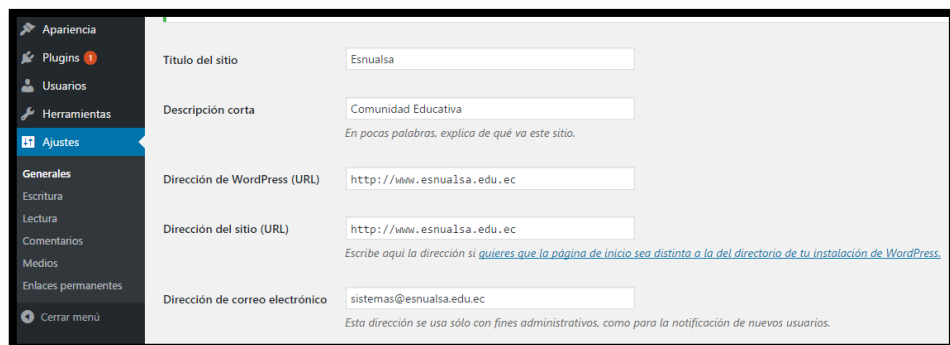 Apariencia
Plugins 1
Usuarios
Herramientas
Ajustes
Generales
Escritura
Lectura
Comentarios
Medios
Enlaces permanentes
Cerrar menú
Título del sitio
Esnualsa
Descripción corta
Comunidad Educativa
En pocas palabras, explica de qué va este sitio.
Dirección de WordPress (URL)
http://www.esnualsa.edu.ec
Dirección del sitio (URL)
http://www.esnualsa.edu.ec
Escribe aquí la dirección si quieres que la página de inicio sea distinta a la del directorio de tu instalación de WordPress.
Dirección de correo electrónico
sistemas@esnualsa.edu.ec
Esta dirección se usa sólo con fines administrativos, como para la notificación de nuevos usuarios.